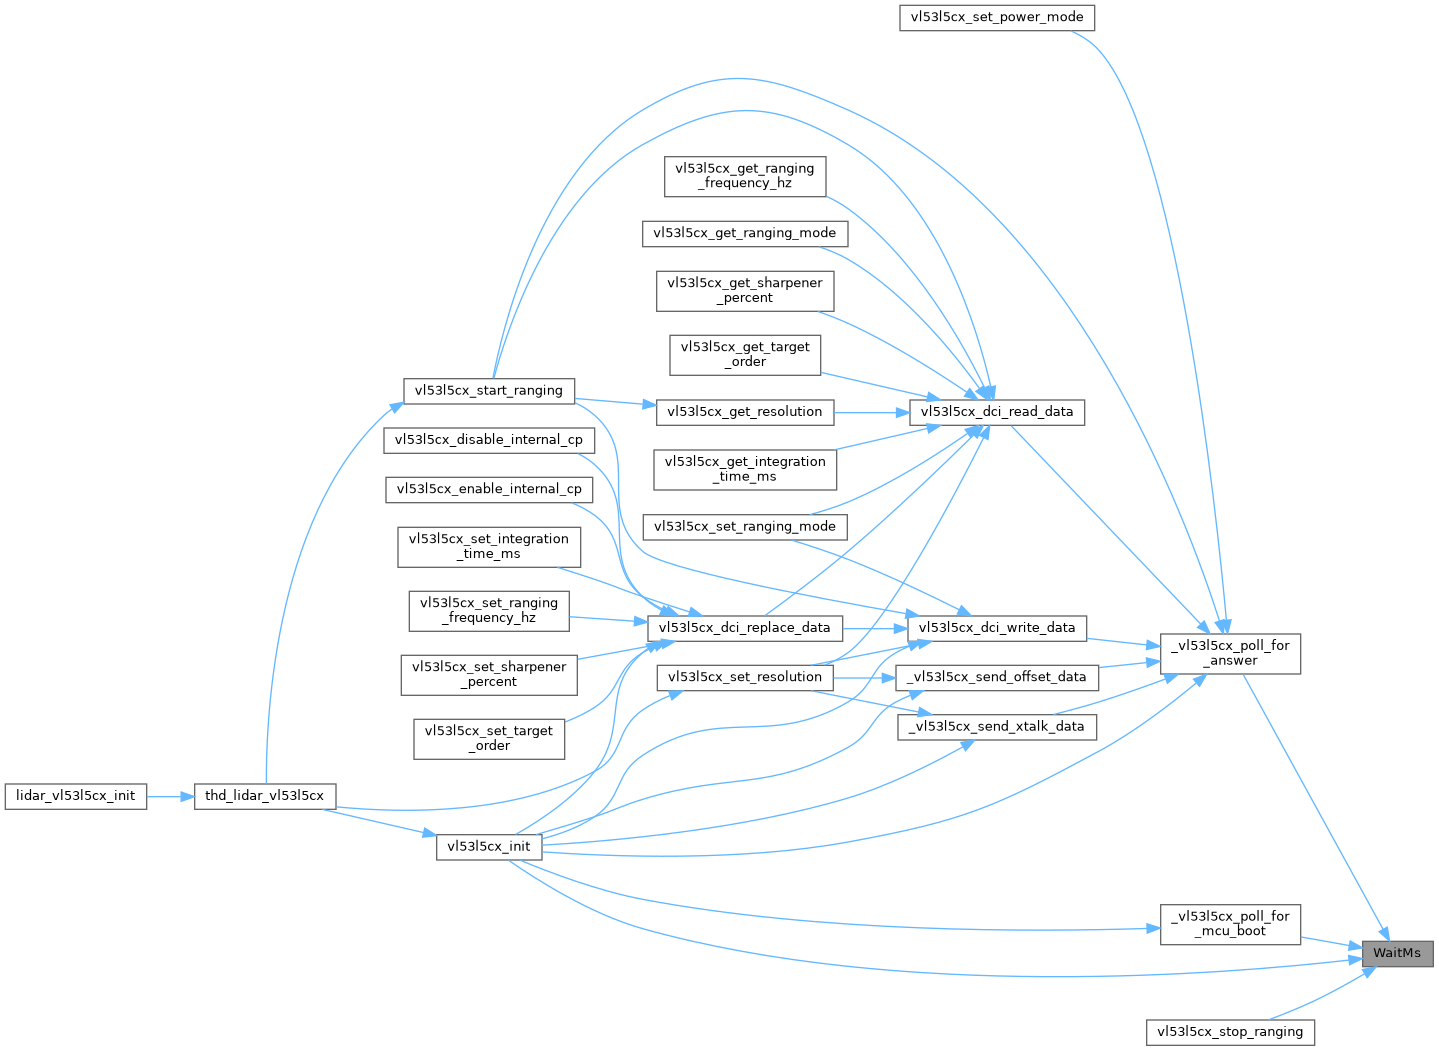 vl53l5cx_set_power_mode
vl53l5cx_get_ranging
_frequency_hz
vl53l5cx_get_ranging_mode
vl53l5cx_get_sharpener
_percent
vl53l5cx_get_target
_order
vl53l5cx_start_ranging
vl53l5cx_get_resolution
vl53l5cx_dci_read_data
vl53l5cx_disable_internal_cp
vl53l5cx_get_integration
_time_ms
vl53l5cx_enable_internal_cp
vl53l5cx_set_ranging_mode
vl53l5cx_set_integration
_time_ms
vl53l5cx_set_ranging
_frequency_hz
vl53l5cx_dci_replace_data
vl53l5cx_dci_write_data
_vl53l5cx_poll_for
_answer
vl53l5cx_set_sharpener
_percent
vl53l5cx_set_resolution
_vl53l5cx_send_offset_data
vl53l5cx_set_target
_order
_vl53l5cx_send_xtalk_data
lidar_vl53l5cx_init
thd_lidar_vl53l5cx
vl53l5cx_init
_vl53l5cx_poll_for
_mcu_boot
WaitMs
vl53l5cx_stop_ranging